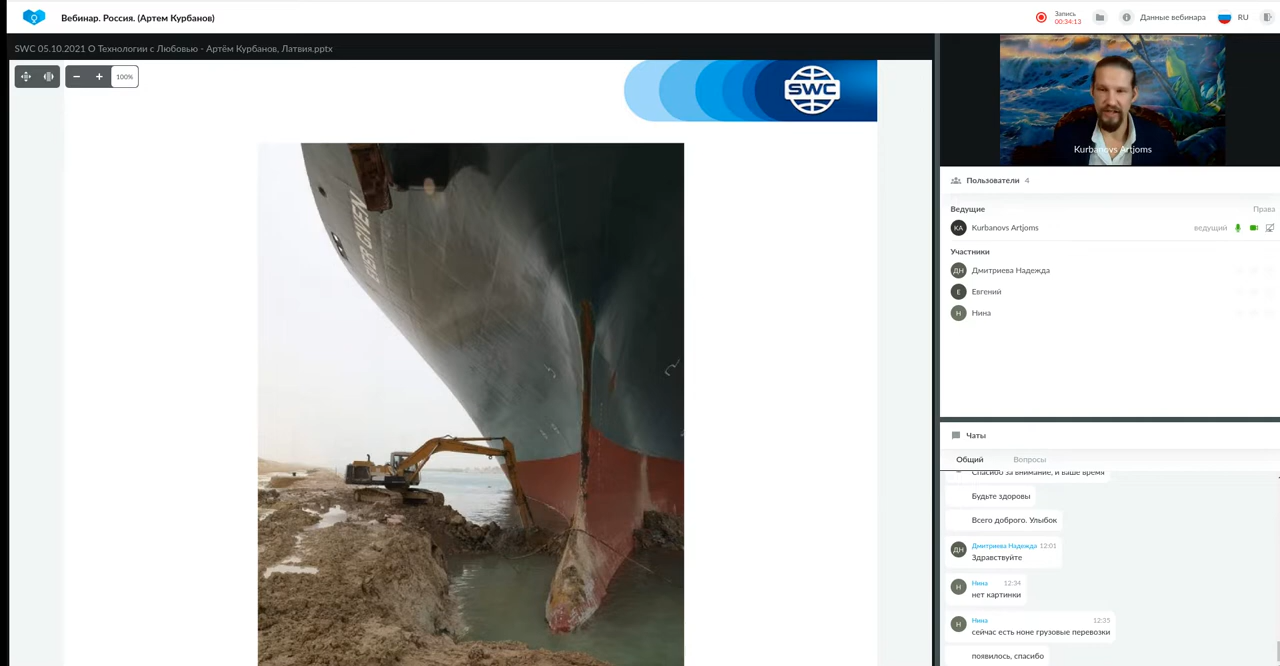 Вебинар. Россия. (Артем Курбанов)
Запись
00:34:13
Данные вебинара
RU
SWC 05.10.2021 О Технологии с Любовью - Артём Курбанов, Латвия.pptx
100%
SWC
EVER GIVEN
Kurbanovs Artjoms
Пользователи 4
Ведущие
Права
KA
Kurbanovs Artjoms
ведущий
Участники
ДН
Дмитриева Надежда
Е
Евгений
Н
Нина
Чаты
Общий
Вопросы
Спасибо за внимание, и ваше время
Будьте здоровы
Всего доброго. Улыбок
ДН
Дмитриева Надежда 12:01
Здравствуйте
Н
Нина 12:34
нет картинки
Н
Нина 12:35
сейчас есть ноне грузовые перевозки
появилось, спасибо